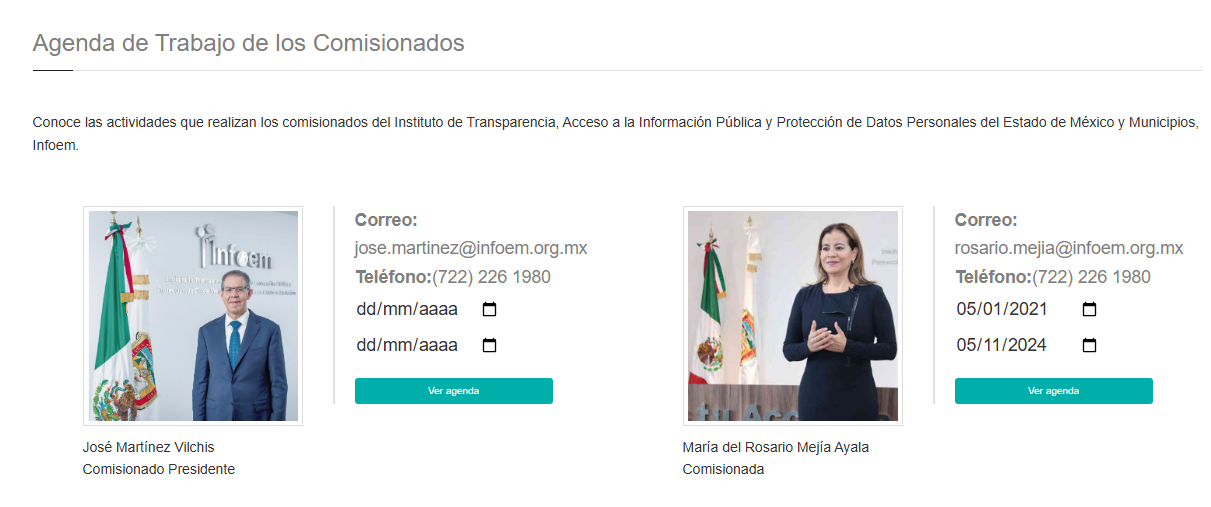 Agenda de Trabajo de los Comisionados
Conoce las actividades que realizan los comisionados del Instituto de Transparencia, Acceso a la Información Pública y Protección de Datos Personales del Estado de México y Municipios,
Infoem.
Infoem
Correo:
jose.martinez@infoem.org.mx
Teléfono:(722) 226 1980
dd/mm/aaaa
dd/mm/aaaa
Ver agenda
José Martínez Vilchis
Comisionado Presidente
Correo:
rosario.mejia@infoem.org.mx
Teléfono:(722) 226 1980
05/01/2021
05/11/2024
Ver agenda
María del Rosario Mejía Ayala
Comisionada